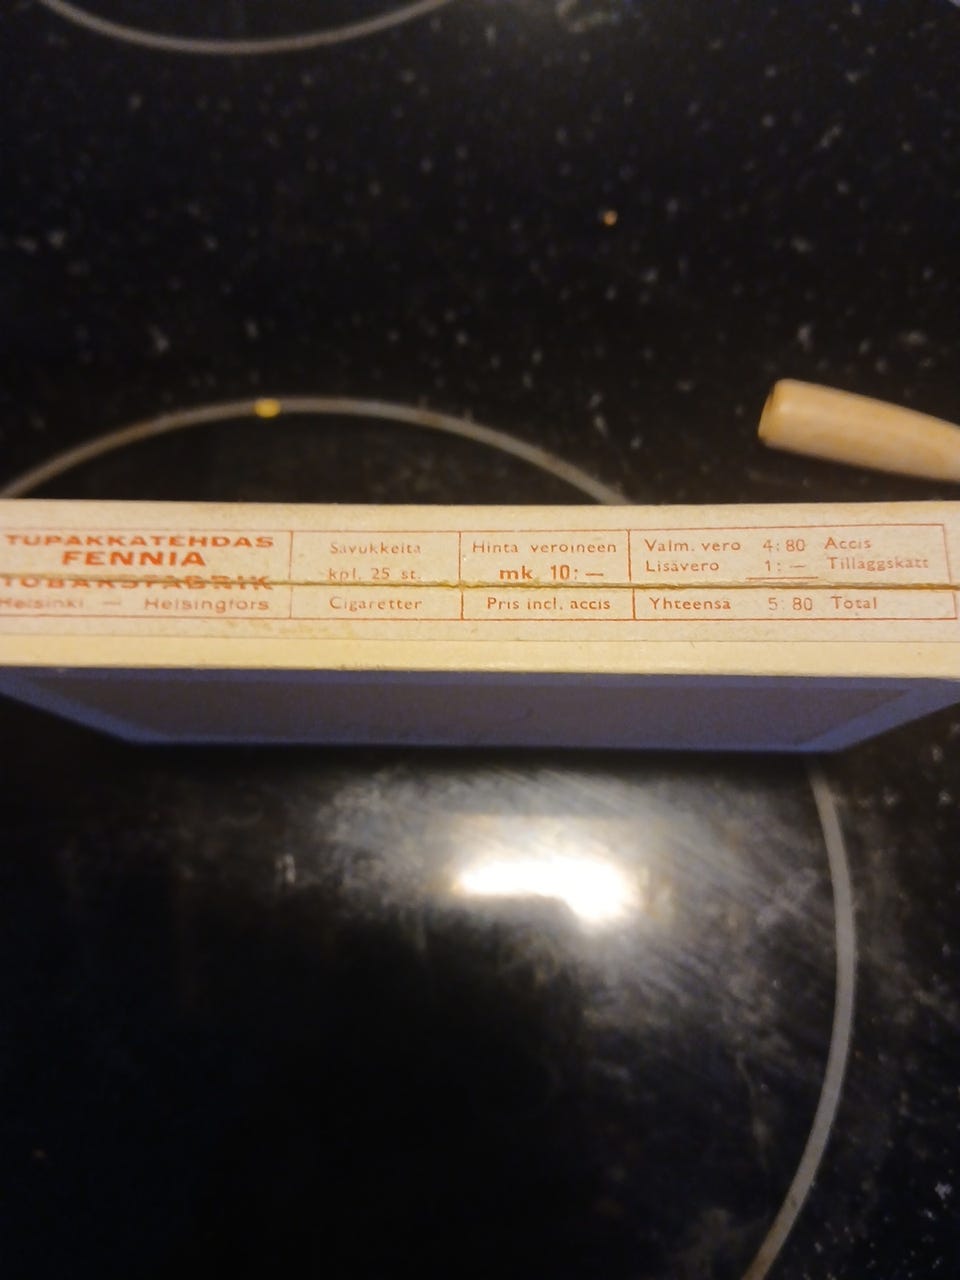 TUPAKKATEHDAS
FENNIA
TOBAKSFABRIK
Helsinki — Helsingfors
Savukkeita
kpl. 25 st.
Cigaretter
Hinta veroineen
mk 10: —
Pris incl. accis
Valm. vero 4: 80 Accis
Lisävero 1: — Tilläggskatt
Yhteensä 5: 80 Total